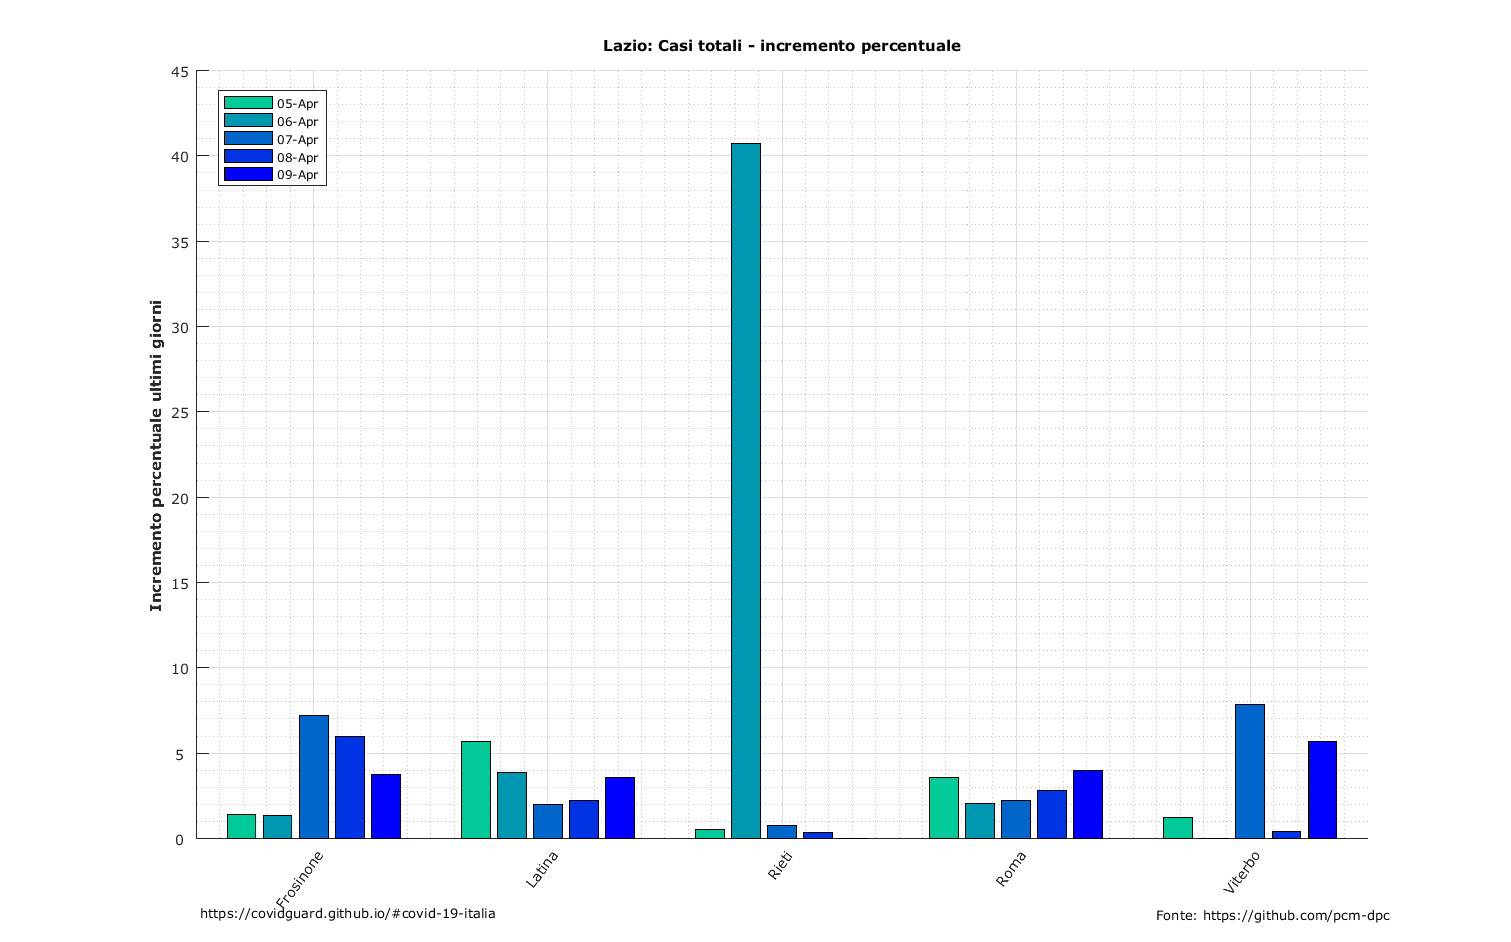 Lazio: Casi totali - incremento percentuale
45
40
35
30
25
20
15
10
5
0
05-Apr
06-Apr
07-Apr
08-Apr
09-Apr
Incremento percentuale ultimi giorni
Frosinone
Latina
Rieti
Roma
Viterbo
https://covidguard.github.io/#covid-19-italia
Fonte: https://github.com/pcm-dpc